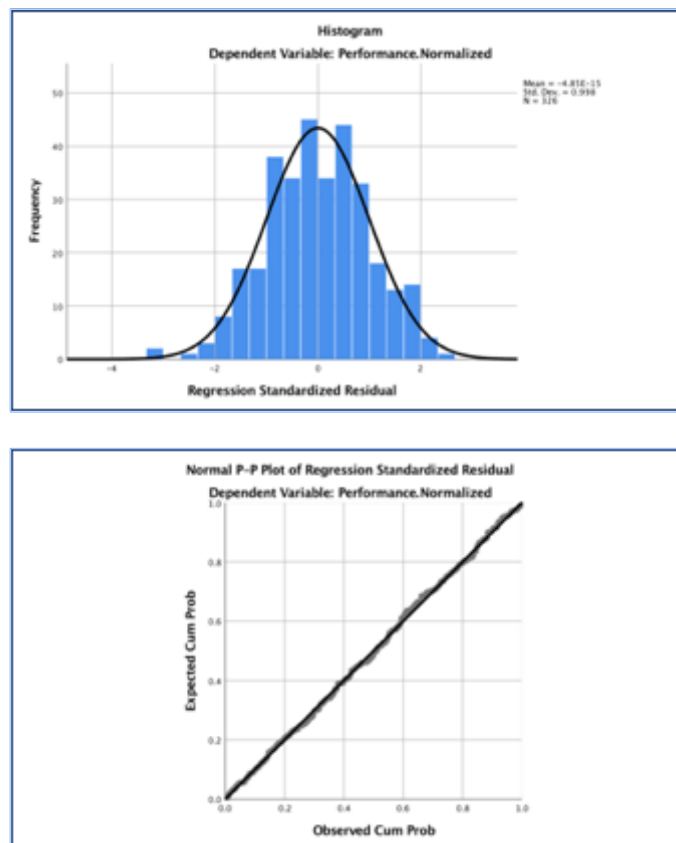 Histogram
Dependent Variable: Performance.Normalized
Mean = -4.85E-15
Std. Dev. = 0.998
N = 326
50
40
30
20
10
0
Frequency
-4
-2
0
2
Regression Standardized Residual
Normal P-P Plot of Regression Standardized Residual
Dependent Variable: Performance.Normalized
1.0
0.8
0.6
0.4
0.2
0.0
Expected Cum Prob
0.0
0.2
0.4
0.6
0.8
1.0
Observed Cum Prob